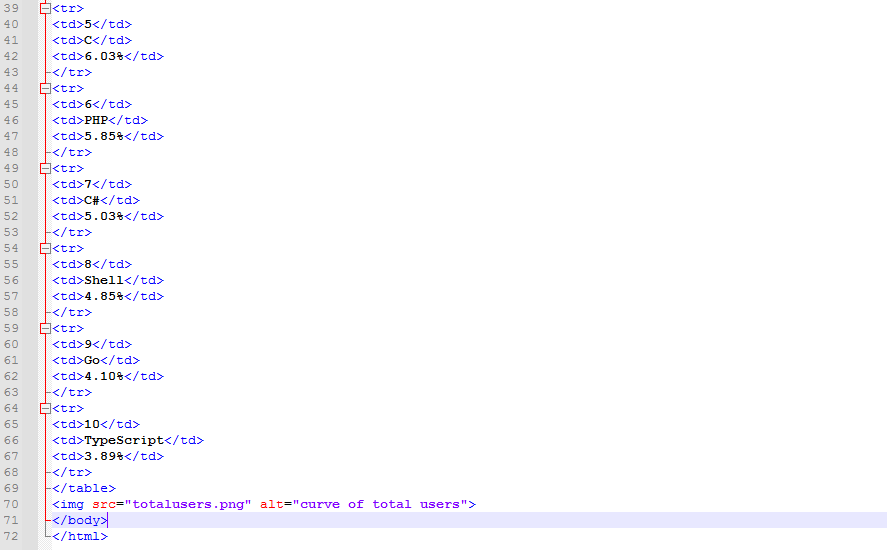 39 <tr>
40 <td>5</td>
41 <td>C</td>
42 <td>6.03%</td>
43 </tr>
44 <tr>
45 <td>6</td>
46 <td>PHP</td>
47 <td>5.85%</td>
48 </tr>
49 <tr>
50 <td>7</td>
51 <td>C#</td>
52 <td>5.03%</td>
53 </tr>
54 <tr>
55 <td>8</td>
56 <td>Shell</td>
57 <td>4.85%</td>
58 </tr>
59 <tr>
60 <td>9</td>
61 <td>Go</td>
62 <td>4.10%</td>
63 </tr>
64 <tr>
65 <td>10</td>
66 <td>TypeScript</td>
67 <td>3.89%</td>
68 </tr>
69 </table>
70 <img src="totalusers.png" alt="curve of total users">
71 </body>
72 </html>